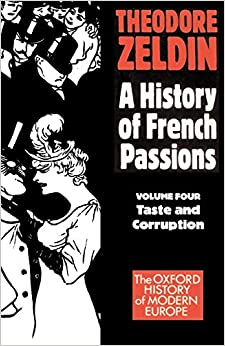 THEODORE
ZELDIN
A History
of French
Passions
VOLUME FOUR
Taste and
Corruption
The OXFORD
HISTORY
of MODERN
EUROPE